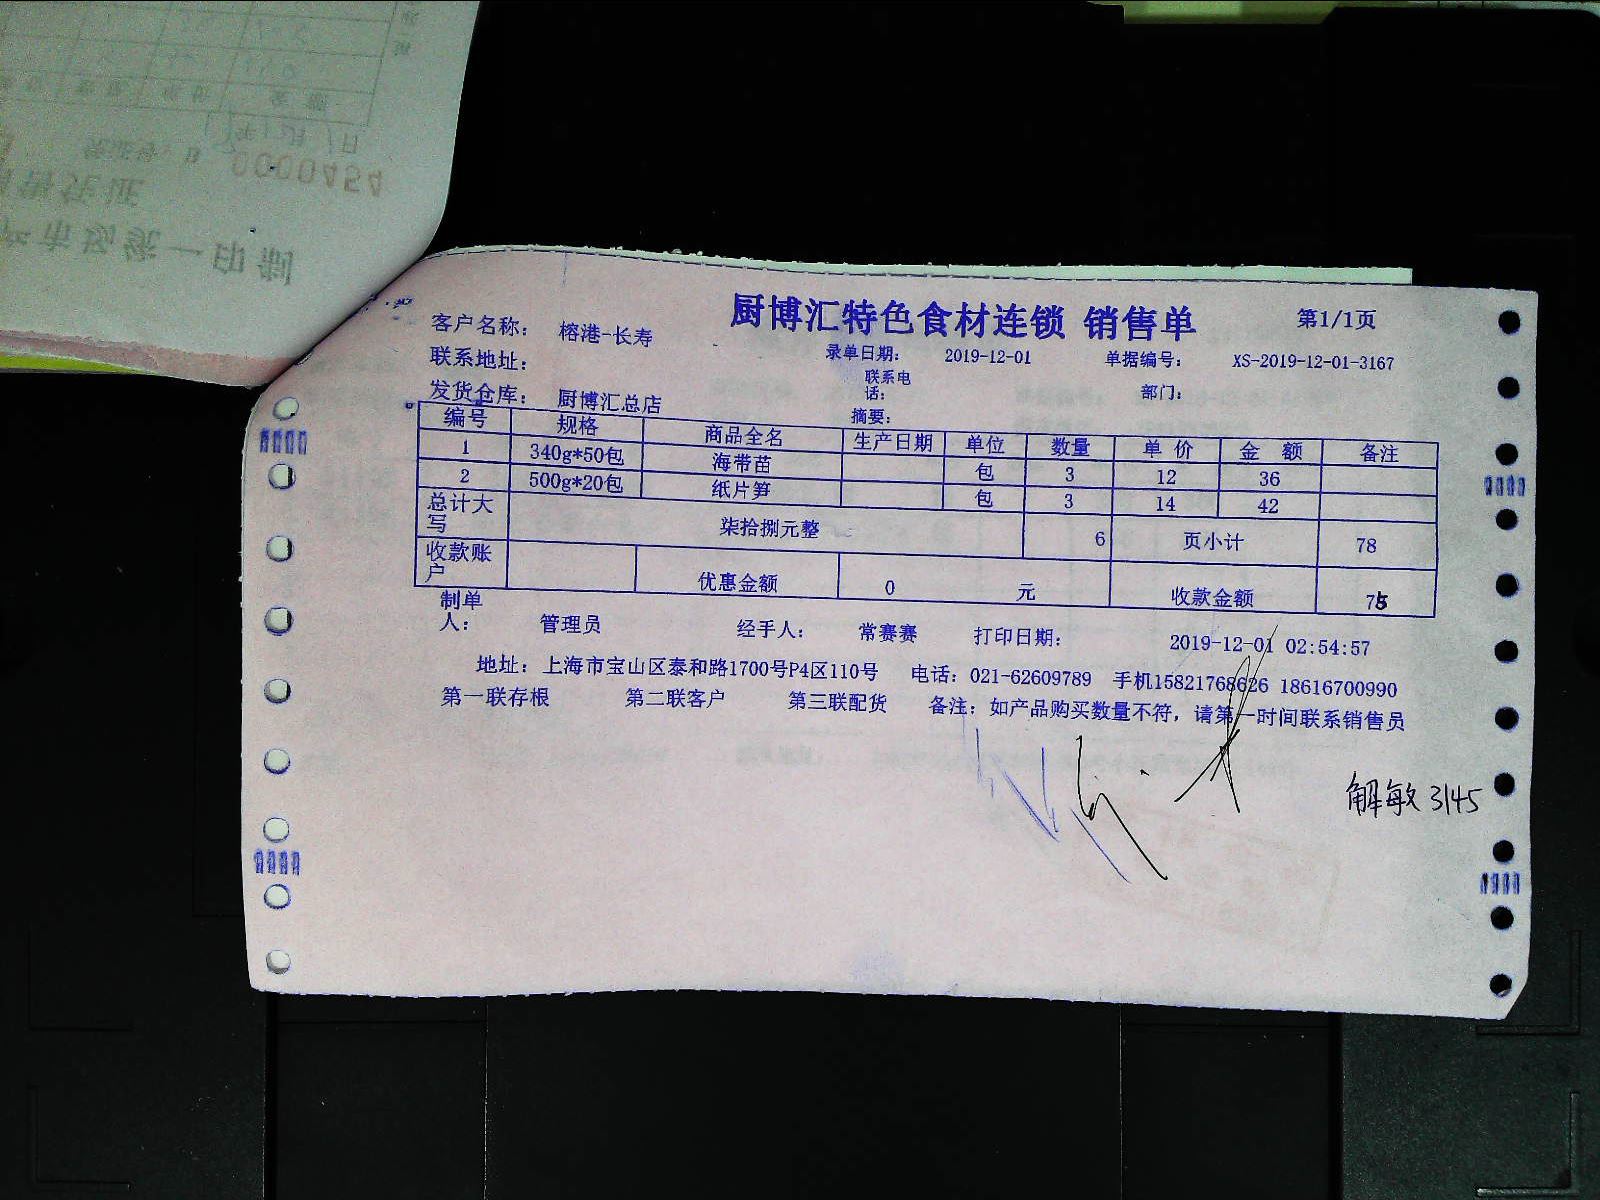 0000454
厨博汇特色食材连锁 销售单 第1/1页
客户名称： 榕港-长寿
录单日期： 2019-12-01 单据编号： XS-2019-12-01-3167
联系地址： 联系电话： 部门：
发货仓库： 厨博汇总店 摘要：
编号 规格 商品全名 生产日期 单位 数量 单价 金额 备注
1 340g*50包 海带苗 包 3 12 36
2 500g*20包 纸片笋 包 3 14 42
总计大写 柒拾捌元整 6 页小计 78
收款账户 优惠金额 0 元 收款金额
制单人： 管理员 经手人： 常赛赛 打印日期： 2019-12-01 02:54:57
地址：上海市宝山区泰和路1700号P4区110号 电话：021-62609789 手机15821768626 18616700990
第一联存根 第二联客户 第三联配货 备注：如产品购买数量不符，请第一时间联系销售员
解敏 3145